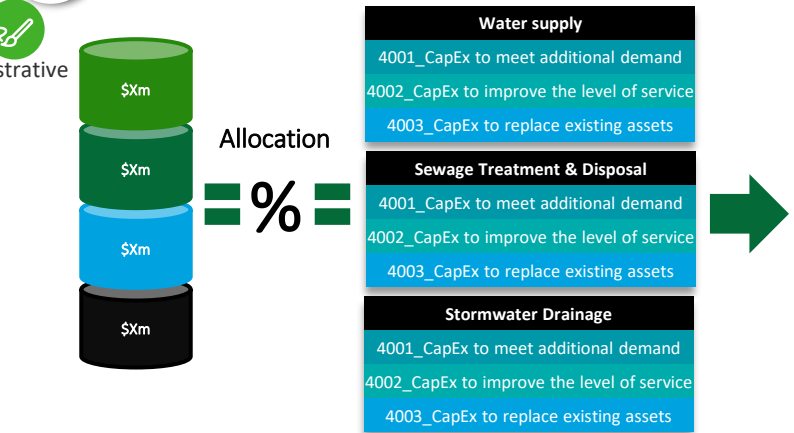 strative
$Xm
$Xm
$Xm
$Xm
Allocation
= % =
Water supply
4001_CapEx to meet additional demand
4002_CapEx to improve the level of service
4003_CapEx to replace existing assets
Sewage Treatment & Disposal
4001_CapEx to meet additional demand
4002_CapEx to improve the level of service
4003_CapEx to replace existing assets
Stormwater Drainage
4001_CapEx to meet additional demand
4002_CapEx to improve the level of service
4003_CapEx to replace existing assets